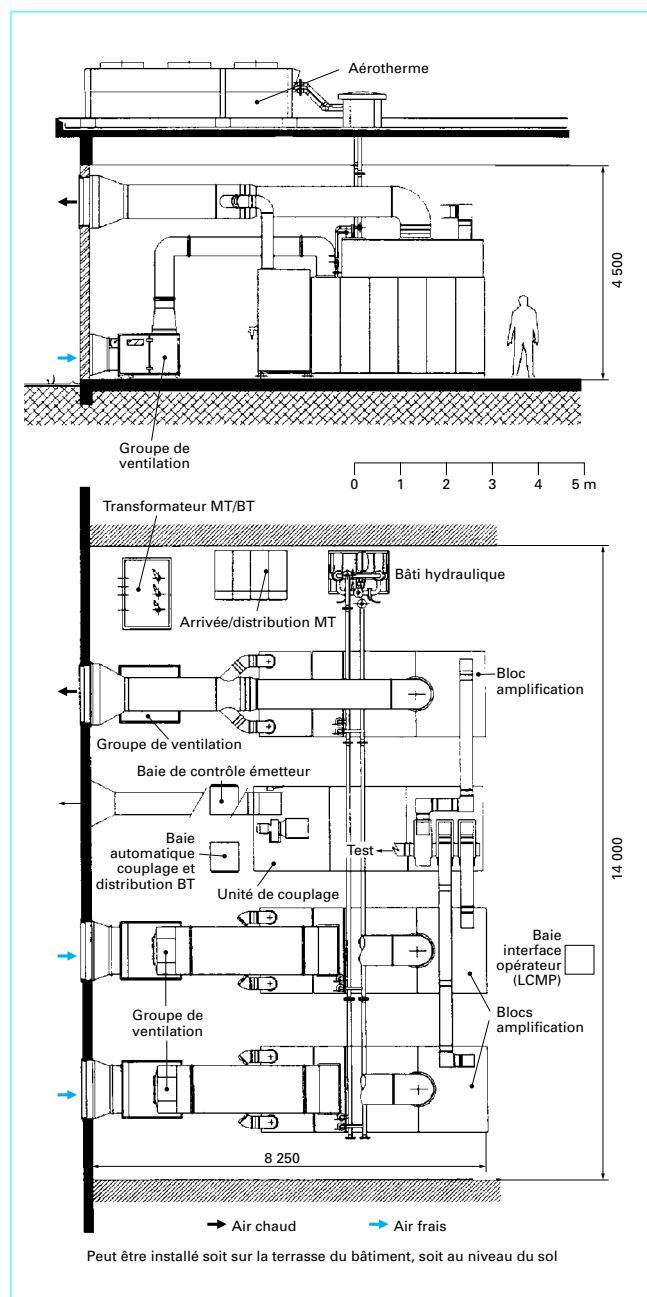 Aérotherme
4 500
Groupe de
ventilation
0 1 2 3 4 5 m
Transformateur MT/BT
Arrivée/distribution MT
Bâti hydraulique
Bloc
amplification
Groupe de ventilation
Baie de contrôle émetteur
Baie
automatique
couplage et
distribution BT
Test
Unité de couplage
14 000
Baie
interface
opérateur
(LCMP)
Groupe de
ventilation
Blocs
amplification
8 250
Air chaud
Air frais
Peut être installé soit sur la terrasse du bâtiment, soit au niveau du sol